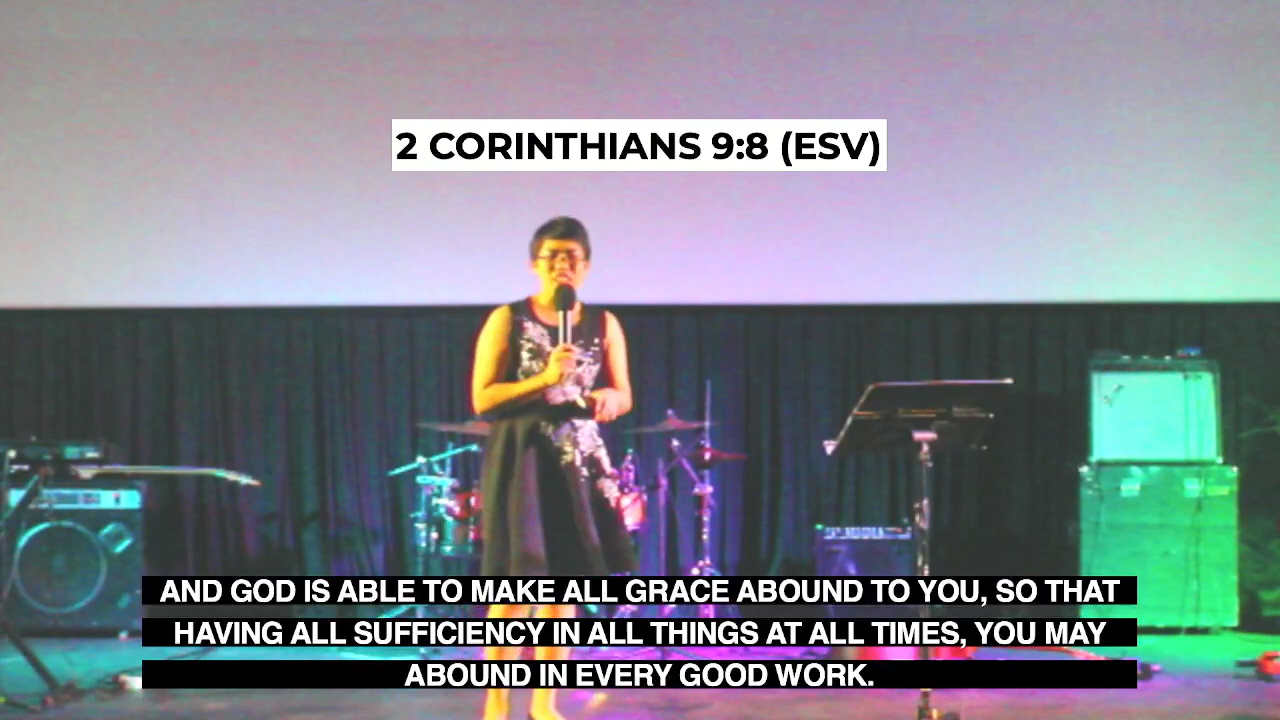 2 CORINTHIANS 9:8 (ESV)
AND GOD IS ABLE TO MAKE ALL GRACE ABOUND TO YOU, SO THAT
HAVING ALL SUFFICIENCY IN ALL THINGS AT ALL TIMES, YOU MAY
ABOUND IN EVERY GOOD WORK.